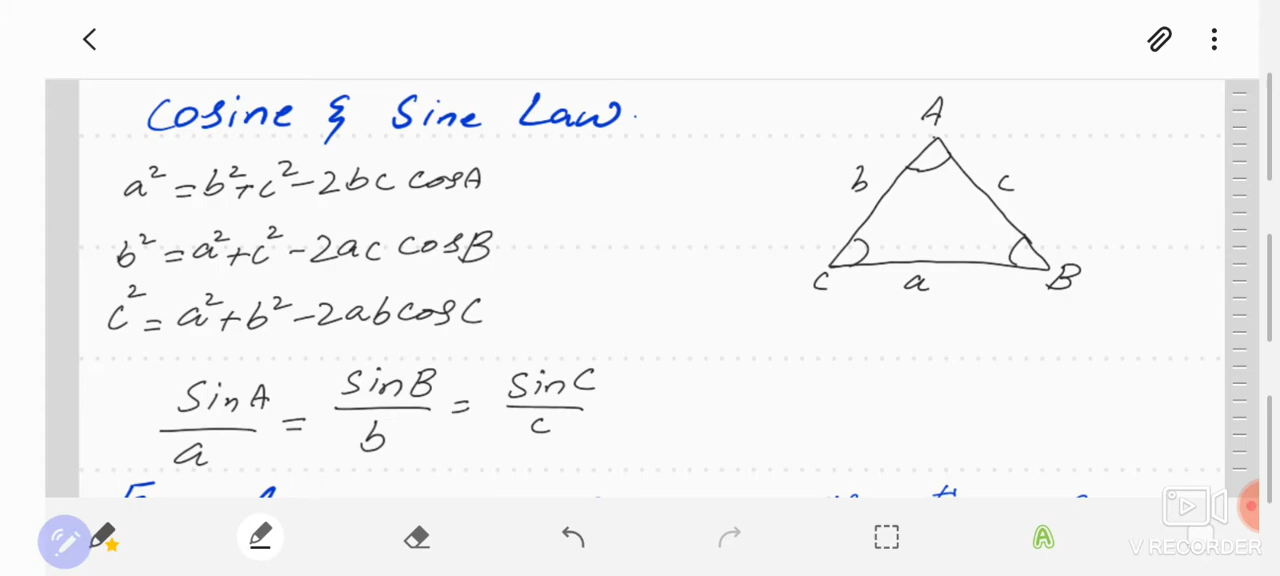 Cosine & Sine Law.
a² = b² + c² - 2bc cosA
b² = a² + c² - 2ac cosB
c² = a² + b² - 2ab cosC
SinA/a = SinB/b = SinC/c
A
b
c
C
a
B
A
V RECORDER